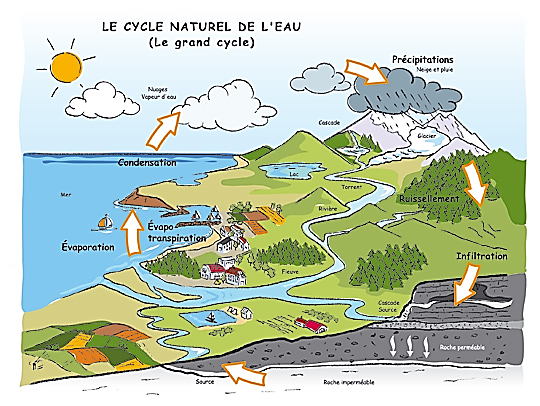 LE CYCLE NATUREL DE L'EAU
(Le grand cycle)
Précipitations
Neige et pluie
Nuages
Vapeur d'eau
Cascade
Glacier
Condensation
Lac
Torrent
Mer
Ruissellement
Rivière
Évapo
transpiration
Évaporation
Infiltration
Fleuve
Cascade
Source
Roche perméable
Source
Roche imperméable